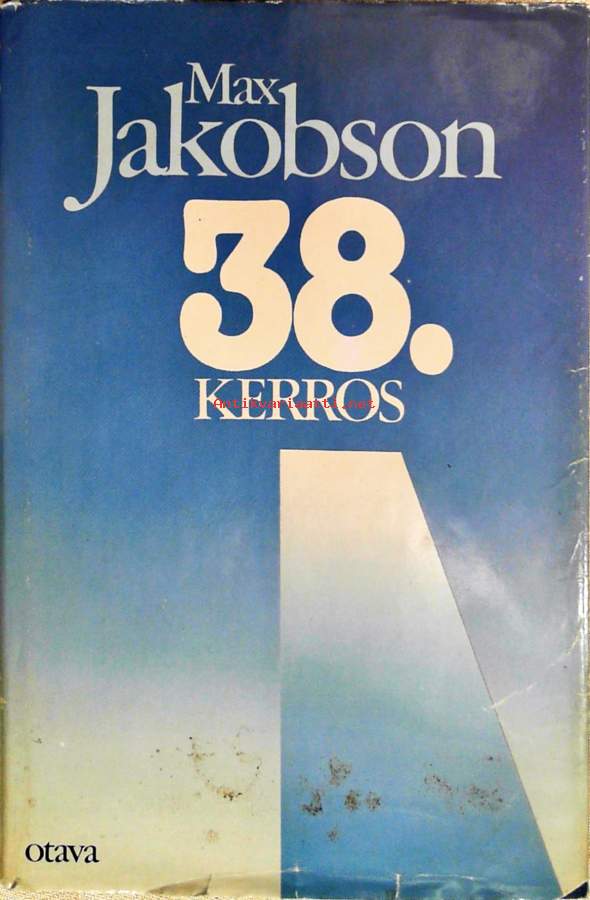 Max
Jakobson
38.
KERROS
Antikvariaatti.net
otava